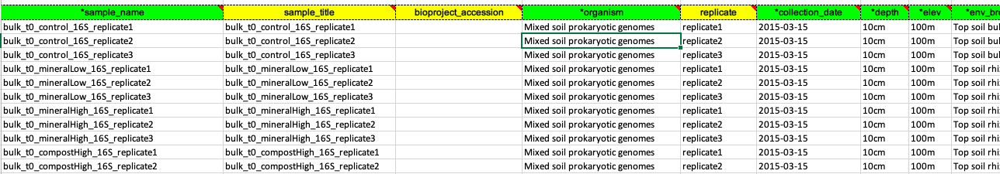 *sample_name sample_title bioproject_accession *organism replicate *collection_date *depth *elev *env_bro
bulk_t0_control_16S_replicate1 bulk_t0_control_16S_replicate1 Mixed soil prokaryotic genomes replicate1 2015-03-15 10cm 100m Top soil bul
bulk_t0_control_16S_replicate2 bulk_t0_control_16S_replicate2 Mixed soil prokaryotic genomes replicate2 2015-03-15 10cm 100m Top soil bul
bulk_t0_control_16S_replicate3 bulk_t0_control_16S_replicate3 Mixed soil prokaryotic genomes replicate3 2015-03-15 10cm 100m Top soil bul
bulk_t0_mineralLow_16S_replicate1 bulk_t0_mineralLow_16S_replicate1 Mixed soil prokaryotic genomes replicate1 2015-03-15 10cm 100m Top soil rhi
bulk_t0_mineralLow_16S_replicate2 bulk_t0_mineralLow_16S_replicate2 Mixed soil prokaryotic genomes replicate2 2015-03-15 10cm 100m Top soil rhi
bulk_t0_mineralLow_16S_replicate3 bulk_t0_mineralLow_16S_replicate3 Mixed soil prokaryotic genomes replicate3 2015-03-15 10cm 100m Top soil rhi
bulk_t0_mineralHigh_16S_replicate1 bulk_t0_mineralHigh_16S_replicate1 Mixed soil prokaryotic genomes replicate1 2015-03-15 10cm 100m Top soil rhi
bulk_t0_mineralHigh_16S_replicate2 bulk_t0_mineralHigh_16S_replicate2 Mixed soil prokaryotic genomes replicate2 2015-03-15 10cm 100m Top soil rhi
bulk_t0_mineralHigh_16S_replicate3 bulk_t0_mineralHigh_16S_replicate3 Mixed soil prokaryotic genomes replicate3 2015-03-15 10cm 100m Top soil rhi
bulk_t0_compostHigh_16S_replicate1 bulk_t0_compostHigh_16S_replicate1 Mixed soil prokaryotic genomes replicate1 2015-03-15 10cm 100m Top soil rhi
bulk_t0_compostHigh_16S_replicate2 bulk_t0_compostHigh_16S_replicate2 Mixed soil prokaryotic genomes replicate2 2015-03-15 10cm 100m Top soil rhi